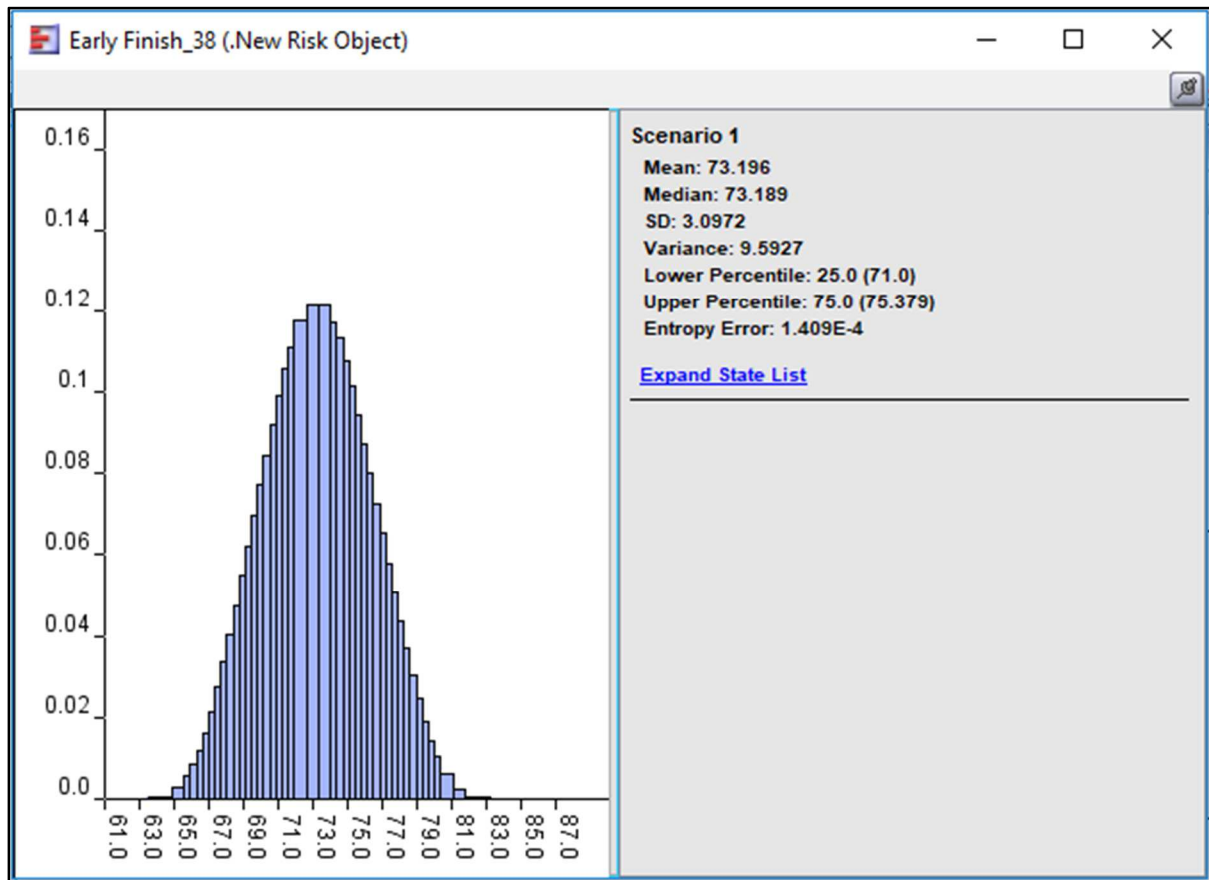 Early Finish_38 (.New Risk Object)
0.16
0.14
0.12
0.1
0.08
0.06
0.04
0.02
0.0
61.0
63.0
65.0
67.0
69.0
71.0
73.0
75.0
77.0
79.0
81.0
83.0
85.0
87.0
Scenario 1
Mean: 73.196
Median: 73.189
SD: 3.0972
Variance: 9.5927
Lower Percentile: 25.0 (71.0)
Upper Percentile: 75.0 (75.379)
Entropy Error: 1.409E-4
Expand State List